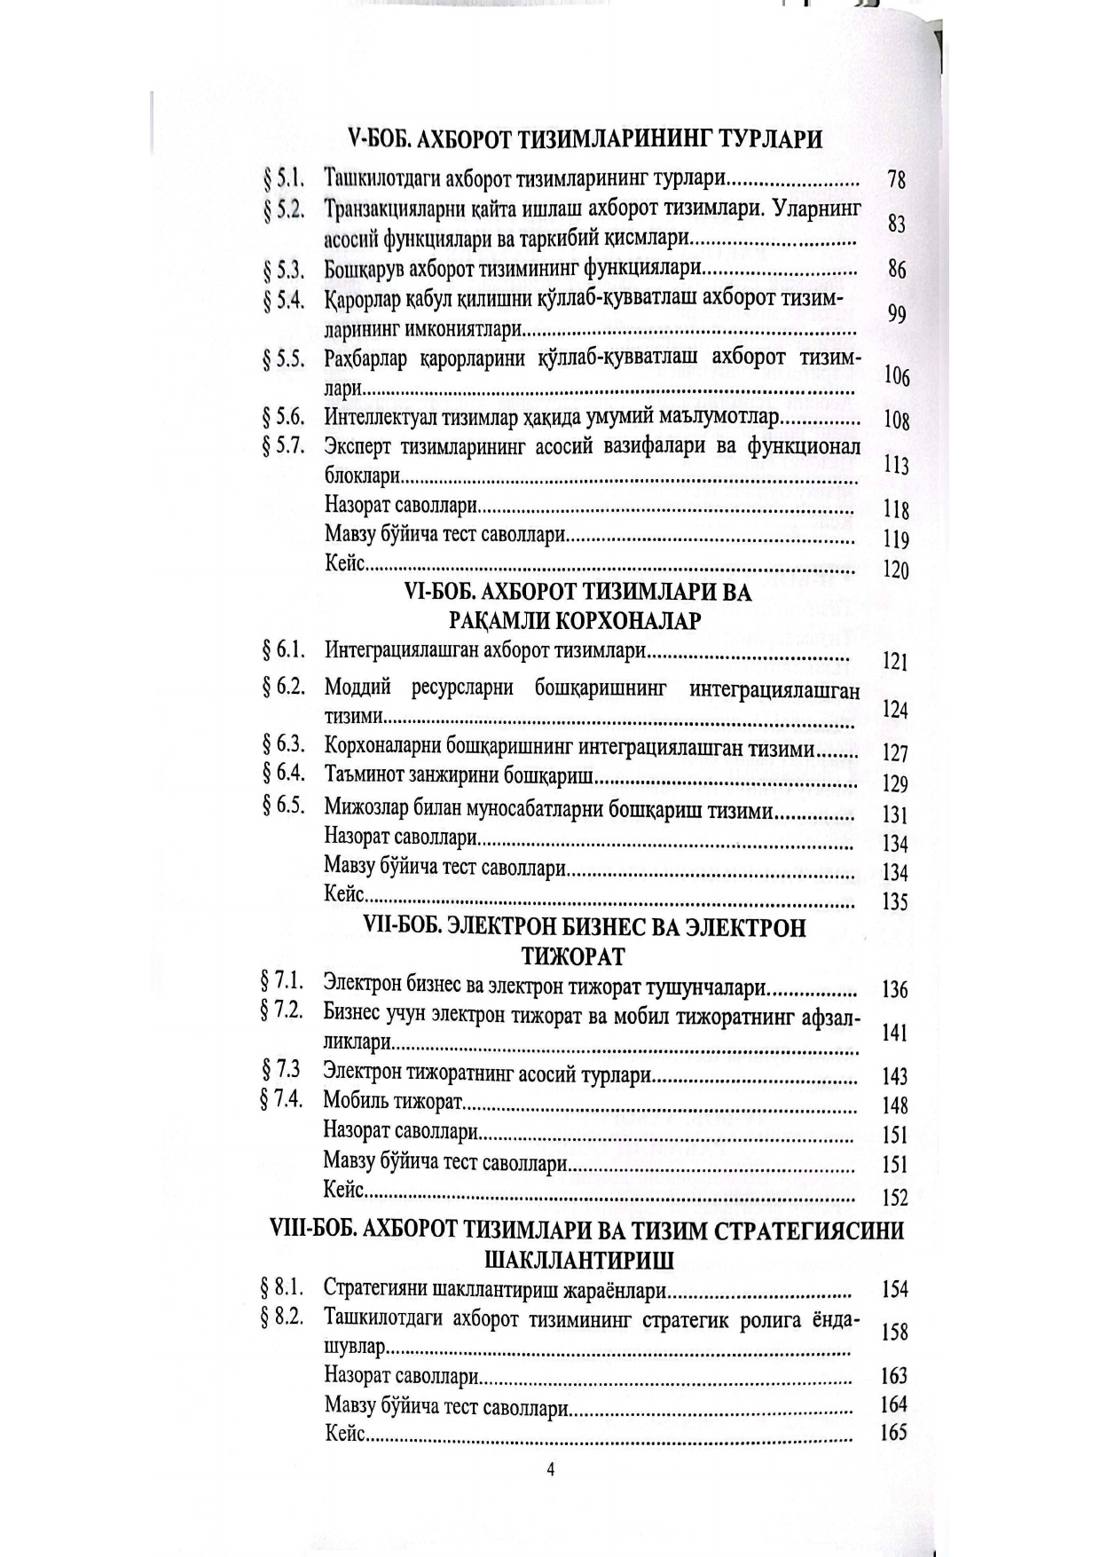 V-БОБ. АХБОРОТ ТИЗИМЛАРИНИНГ ТУРЛАРИ
§ 5.1. Ташкилотдаги ахборот тизимларининг турлари........................ 78
§ 5.2. Транзакцияларни қайта ишлаш ахборот тизимлари. Уларнинг
асосий функциялари ва таркибий қисмлари.............................. 83
§ 5.3. Бошқарув ахборот тизимининг функциялари............................ 86
§ 5.4. Қарорлар қабул қилишни қўллаб-қувватлаш ахборот тизим-
ларининг имкониятлари............................................................ 99
§ 5.5. Раҳбарлар қарорларини қўллаб-қувватлаш ахборот тизим-
лари.......................................................................................... 106
§ 5.6. Интеллектуал тизимлар ҳақида умумий маълумотлар............... 108
§ 5.7. Эксперт тизимларининг асосий вазифалари ва функционал
блоклари................................................................................... 113
Назорат саволлари.................................................................... 118
Мавзу бўйича тест саволлари.................................................... 119
Кейс.......................................................................................... 120
VI-БОБ. АХБОРОТ ТИЗИМЛАРИ ВА
РАҚАМЛИ КОРХОНАЛАР
§ 6.1. Интеграциялашган ахборот тизимлари..................................... 121
§ 6.2. Моддий ресурсларни бошқаришнинг интеграциялашган
тизими...................................................................................... 124
§ 6.3. Корхоналарни бошқаришнинг интеграциялашган тизими........ 127
§ 6.4. Таъминот занжирини бошқариш................................................ 129
§ 6.5. Мижозлар билан муносабатларни бошқариш тизими............... 131
Назорат саволлари.................................................................... 134
Мавзу бўйича тест саволлари.................................................... 134
Кейс.......................................................................................... 135
VII-БОБ. ЭЛЕКТРОН БИЗНЕС ВА ЭЛЕКТРОН
ТИЖОРАТ
§ 7.1. Электрон бизнес ва электрон тижорат тушунчалари................. 136
§ 7.2. Бизнес учун электрон тижорат ва мобил тижоратнинг афзал-
ликлари..................................................................................... 141
§ 7.3 Электрон тижоратнинг асосий турлари..................................... 143
§ 7.4. Мобиль тижорат....................................................................... 148
Назорат саволлари.................................................................... 151
Мавзу бўйича тест саволлари.................................................... 151
Кейс.......................................................................................... 152
VIII-БОБ. АХБОРОТ ТИЗИМЛАРИ ВА ТИЗИМ СТРАТЕГИЯСИНИ
ШАКЛЛАНТИРИШ
§ 8.1. Стратегияни шакллантириш жараёнлари.................................. 154
§ 8.2. Ташкилотдаги ахборот тизимининг стратегик ролига ёнда-
шувлар...................................................................................... 158
Назорат саволлари.................................................................... 163
Мавзу бўйича тест саволлари.................................................... 164
Кейс.......................................................................................... 165
4